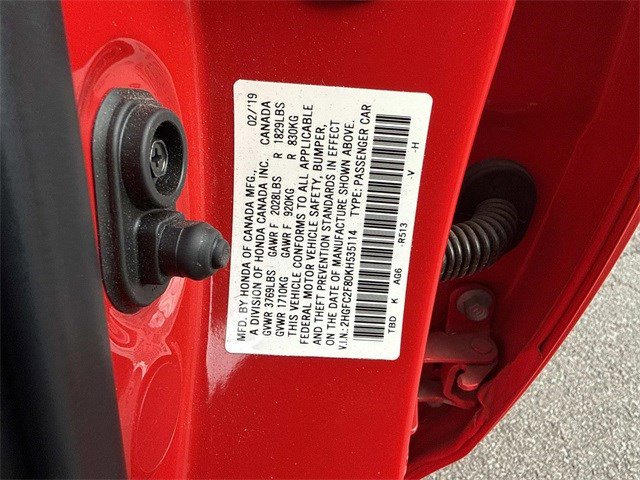 MFD. BY HONDA OF CANADA MFG., 02/'19
A DIVISION OF HONDA CANADA INC. CANADA
GVWR 3769LBS GAWR F 2028LBS R 1829LBS
GVWR 1710KG GAWR F 920KG R 830KG
THIS VEHICLE CONFORMS TO ALL APPLICABLE
FEDERAL MOTOR VEHICLE SAFETY, BUMPER,
AND THEFT PREVENTION STANDARDS IN EFFECT
ON THE DATE OF MANUFACTURE SHOWN ABOVE.
V.I.N.:2HGFC2F80KH535114 TYPE: PASSENGER CAR
TBD K AG6 -R513 -V -H